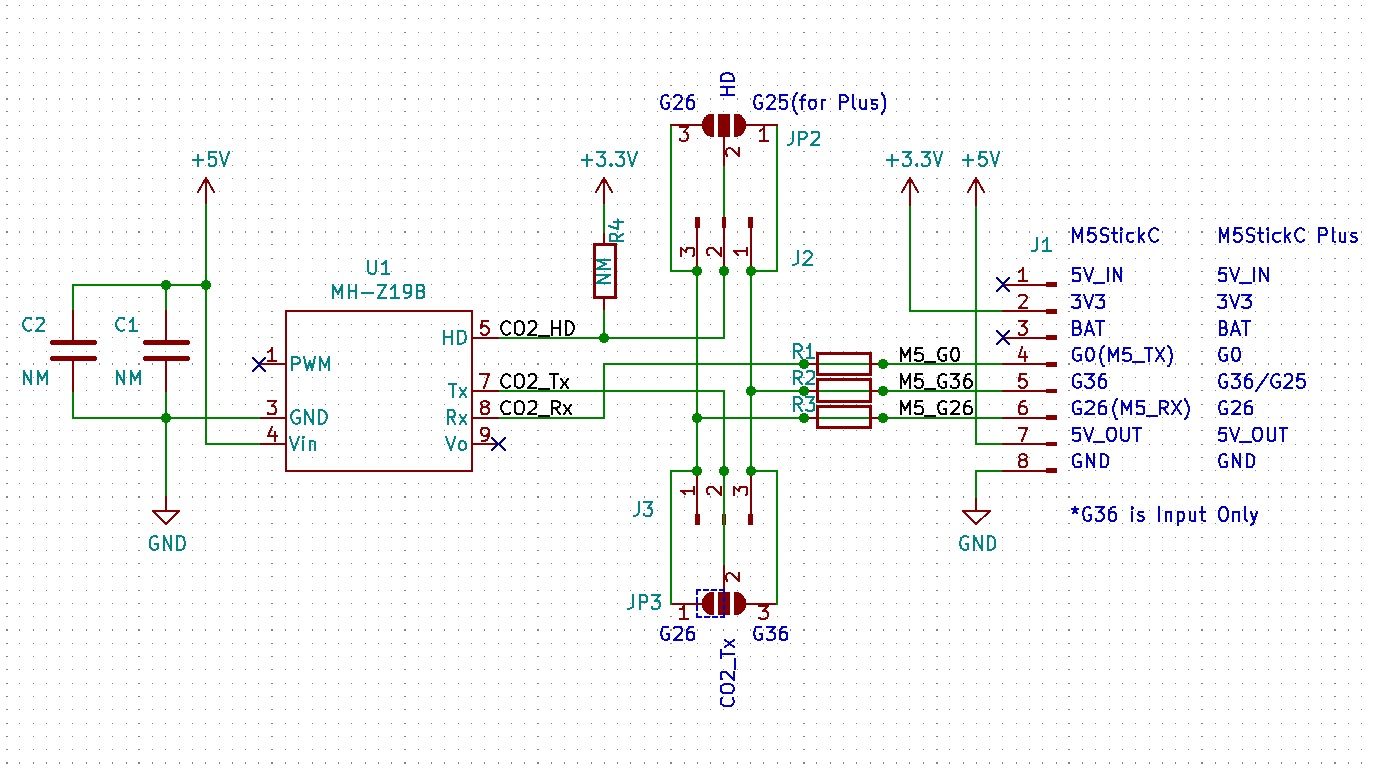 HD
G26
G25(for Plus)
3
1
2
JP2
+5V
+3.3V
+3.3V
+5V
R4
NM
3
2
1
J2
J1
M5StickC
M5StickC Plus
U1
MH-Z19B
C2
NM
C1
NM
1
PWM
3
GND
4
Vin
HD
5
CO2_HD
Tx
7
CO2_Tx
Rx
8
CO2_Rx
Vo
9
R1
M5_G0
R2
M5_G36
R3
M5_G26
1
5V_IN
5V_IN
2
3V3
3V3
3
BAT
BAT
4
G0(M5_TX)
G0
5
G36
G36/G25
6
G26(M5_RX)
G26
7
5V_OUT
5V_OUT
8
GND
GND
*G36 is Input Only
GND
GND
J3
1
2
3
JP3
2
1
3
G26
G36
CO2_Tx